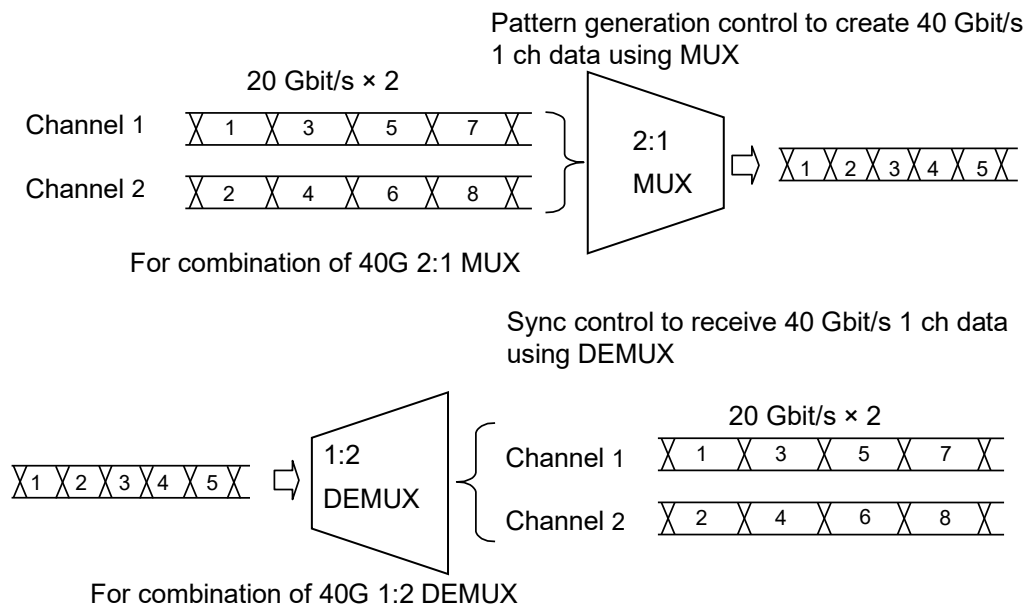 Pattern generation control to create 40 Gbit/s
1 ch data using MUX
20 Gbit/s × 2
Channel 1 1 3 5 7
Channel 2 2 4 6 8
2:1
MUX
1 2 3 4 5
For combination of 40G 2:1 MUX
Sync control to receive 40 Gbit/s 1 ch data
using DEMUX
1 2 3 4 5
1:2
DEMUX
20 Gbit/s × 2
Channel 1 1 3 5 7
Channel 2 2 4 6 8
For combination of 40G 1:2 DEMUX